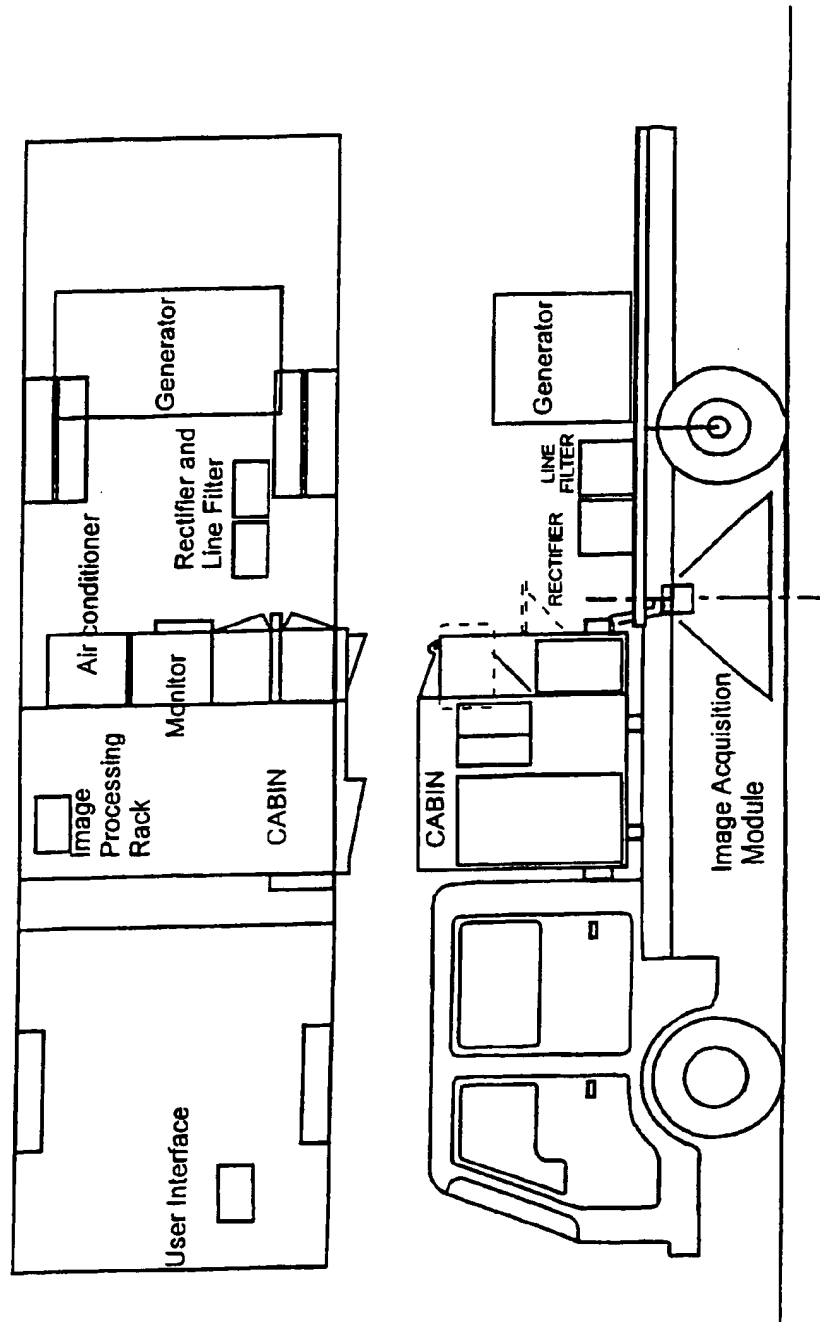 User Interface
Image
Processing
Rack
CABIN
Air conditioner
Monitor
Rectifier and
Line Filter
Generator
CABIN
Image Acquisition
Module
RECTIFIER
LINE
FILTER
Generator